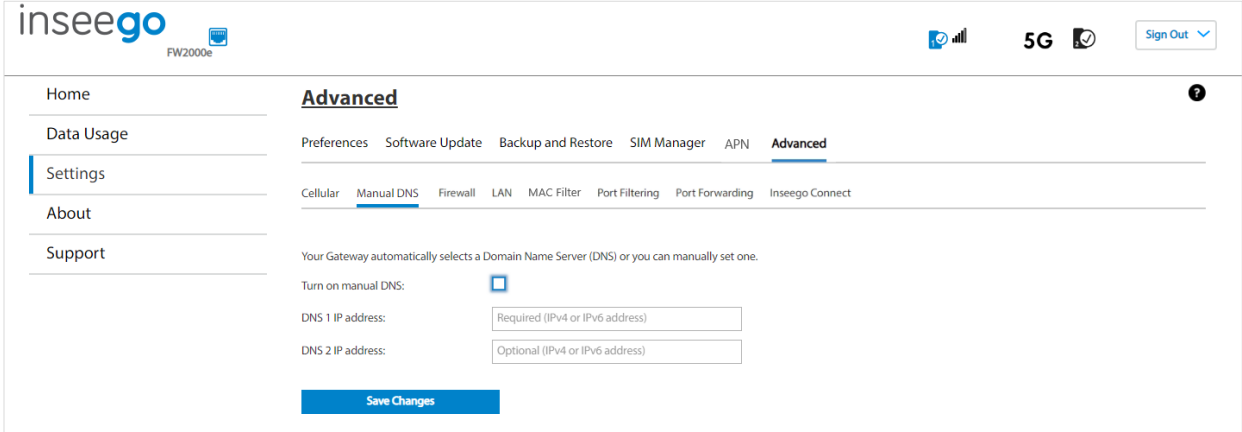 inseego
FW2000e
1
5G
2
Sign Out
Home
Data Usage
Settings
About
Support
Advanced
?
Preferences Software Update Backup and Restore SIM Manager APN Advanced
Cellular Manual DNS Firewall LAN MAC Filter Port Filtering Port Forwarding Inseego Connect
Your Gateway automatically selects a Domain Name Server (DNS) or you can manually set one.
Turn on manual DNS:
DNS 1 IP address: Required (IPv4 or IPv6 address)
DNS 2 IP address: Optional (IPv4 or IPv6 address)
Save Changes